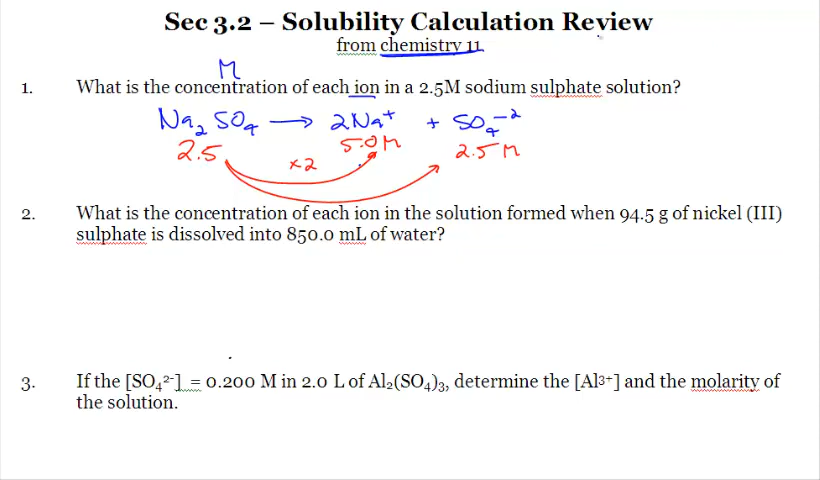 Sec 3.2 – Solubility Calculation Review
from chemistry 11
M
1. What is the concentration of each ion in a 2.5M sodium sulphate solution?
Na₂SO₄ → 2Na⁺ + SO₄⁻²
2.5 ×2 5.0M 2.5 M
2. What is the concentration of each ion in the solution formed when 94.5 g of nickel (III)
sulphate is dissolved into 850.0 mL of water?
3. If the [SO₄²⁻] = 0.200 M in 2.0 L of Al₂(SO₄)₃, determine the [Al³⁺] and the molarity of
the solution.